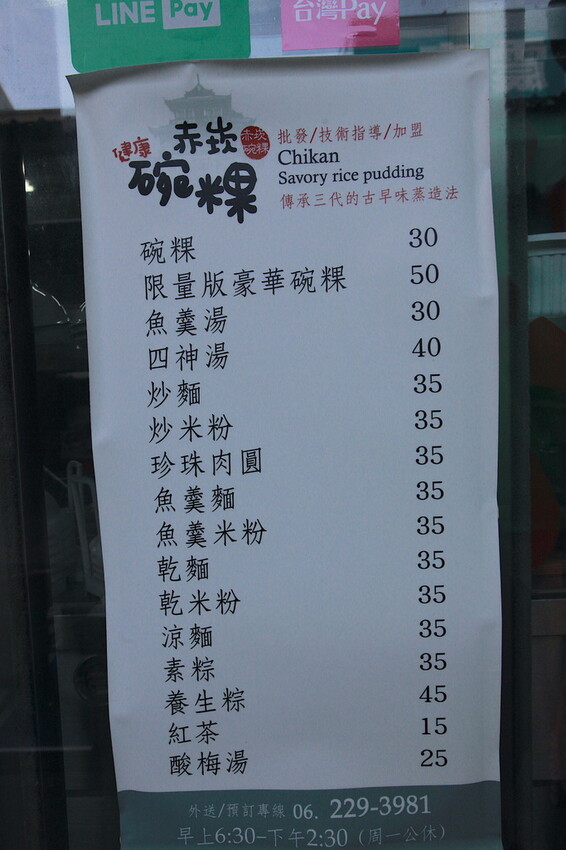 LINE Pay
台灣Pay
健康 赤崁 碗粿
赤崁碗粿
批發/技術指導/加盟
Chikan
Savory rice pudding
傳承三代的古早味蒸造法
碗粿 30
限量版豪華碗粿 50
魚羹湯 30
四神湯 40
炒麵 35
炒米粉 35
珍珠肉圓 35
魚羹麵 35
魚羹米粉 35
乾麵 35
乾米粉 35
涼麵 35
素粽 35
養生粽 45
紅茶 15
酸梅湯 25
外送/預訂專線 06. 229-3981
早上6:30-下午2:30 (周一公休)